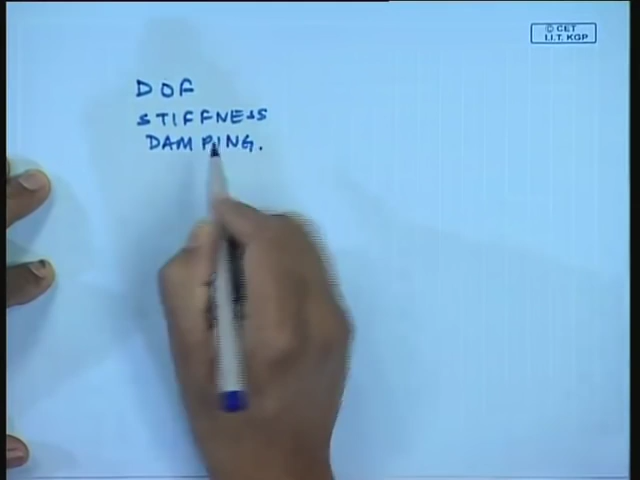 © CET
I.I.T. KGP
DOF
STIFFNESS
DAMPING.